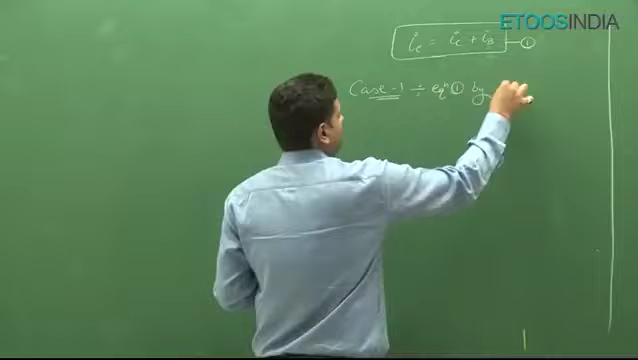 ETOOSINDIA
i_e = i_c + i_B —①
Case-1 ÷ eqⁿ ① by